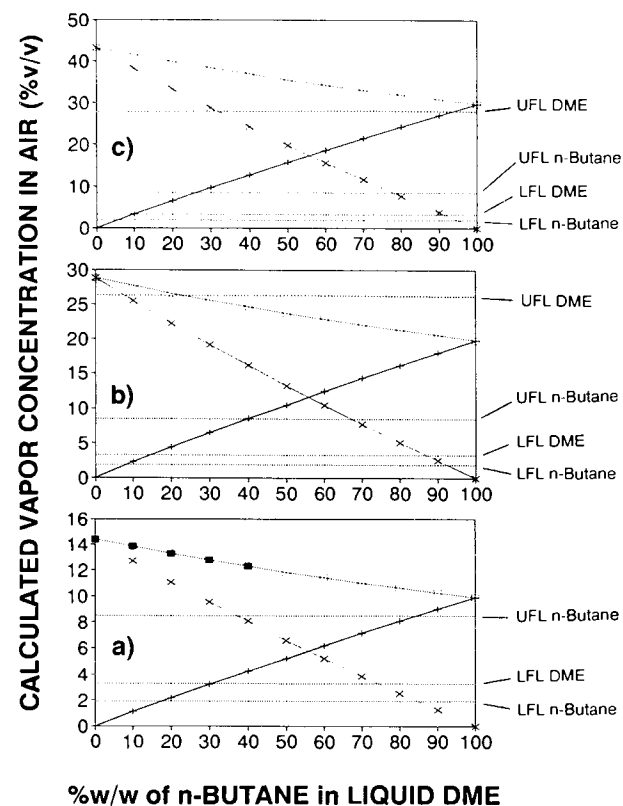 CALCULATED VAPOR CONCENTRATION IN AIR (%v/v)
50
40
30
20
10
0
c)
UFL DME
UFL n-Butane
LFL DME
LFL n-Butane
0 10 20 30 40 50 60 70 80 90 100
30
25
20
15
10
5
0
b)
UFL DME
UFL n-Butane
LFL DME
LFL n-Butane
0 10 20 30 40 50 60 70 80 90 100
16
14
12
10
8
6
4
2
0
a)
UFL n-Butane
LFL DME
LFL n-Butane
0 10 20 30 40 50 60 70 80 90 100
%w/w of n-BUTANE in LIQUID DME